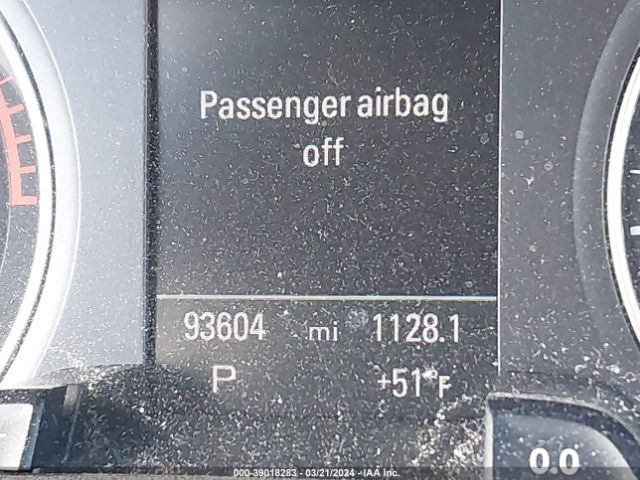 Passenger airbag
off
93604 mi 1128.1
P +51°F
0.0
000-39018283 - 03/21/2024 - IAA Inc.